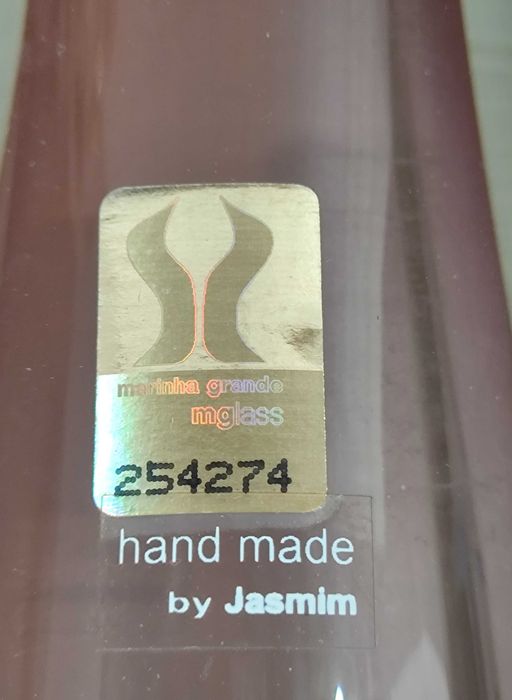 marinha grande
mglass
254274
hand made
by Jasmim